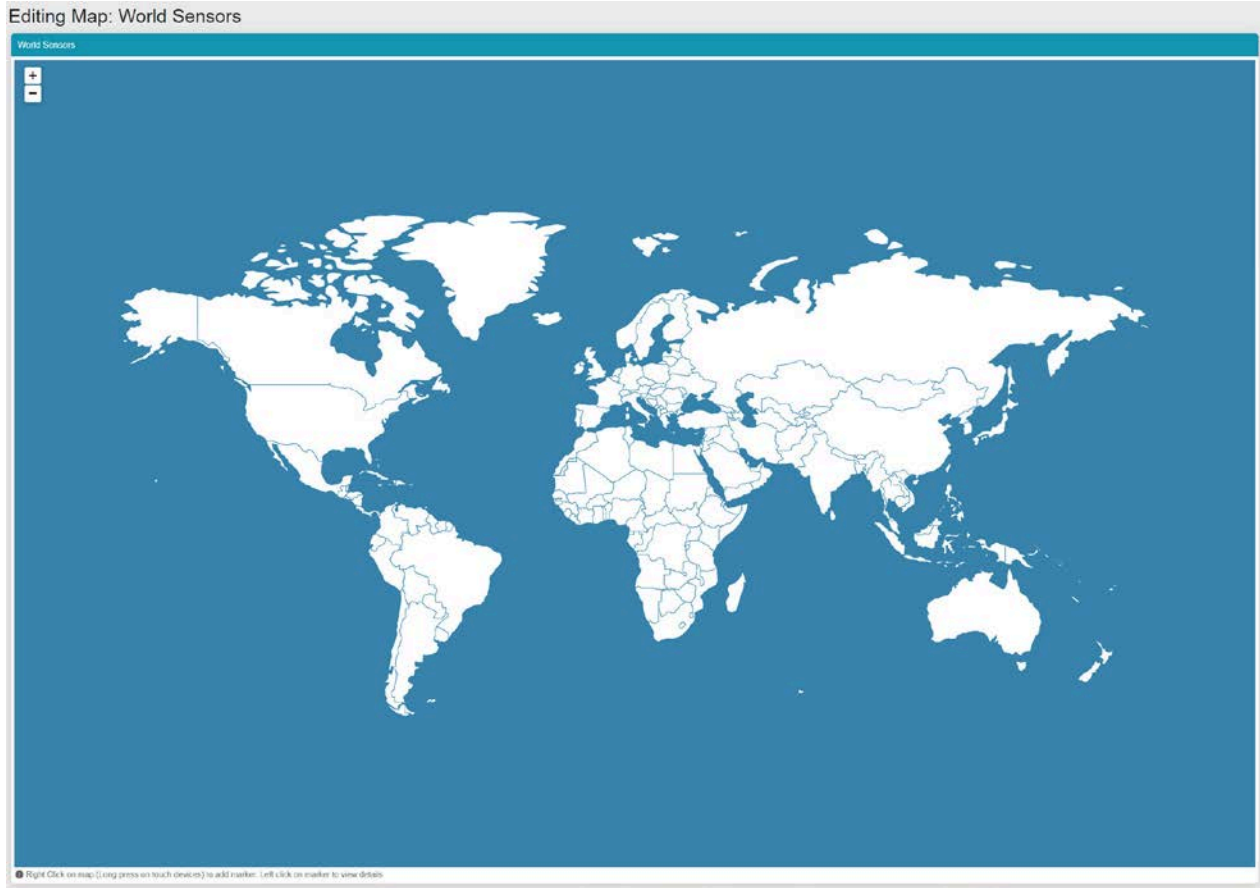 Editing Map: World Sensors
World Sensors
+
−
Right Click on map (Long press on touch devices) to add marker. Left click on marker to view details